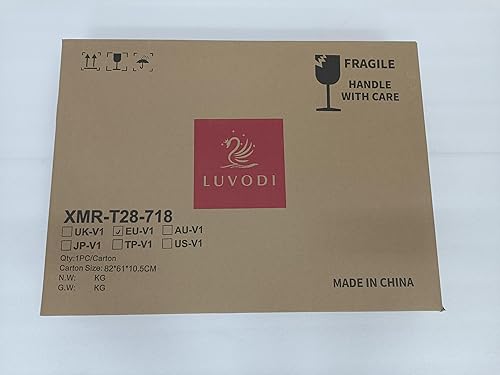 FRAGILE
HANDLE
WITH CARE
LUVODI
XMR-T28-718
UK-V1 EU-V1 AU-V1
JP-V1 TP-V1 US-V1
Qty:1PC/Carton
Carton Size: 82*61*10.5CM
N.W: KG
G.W: KG
MADE IN CHINA